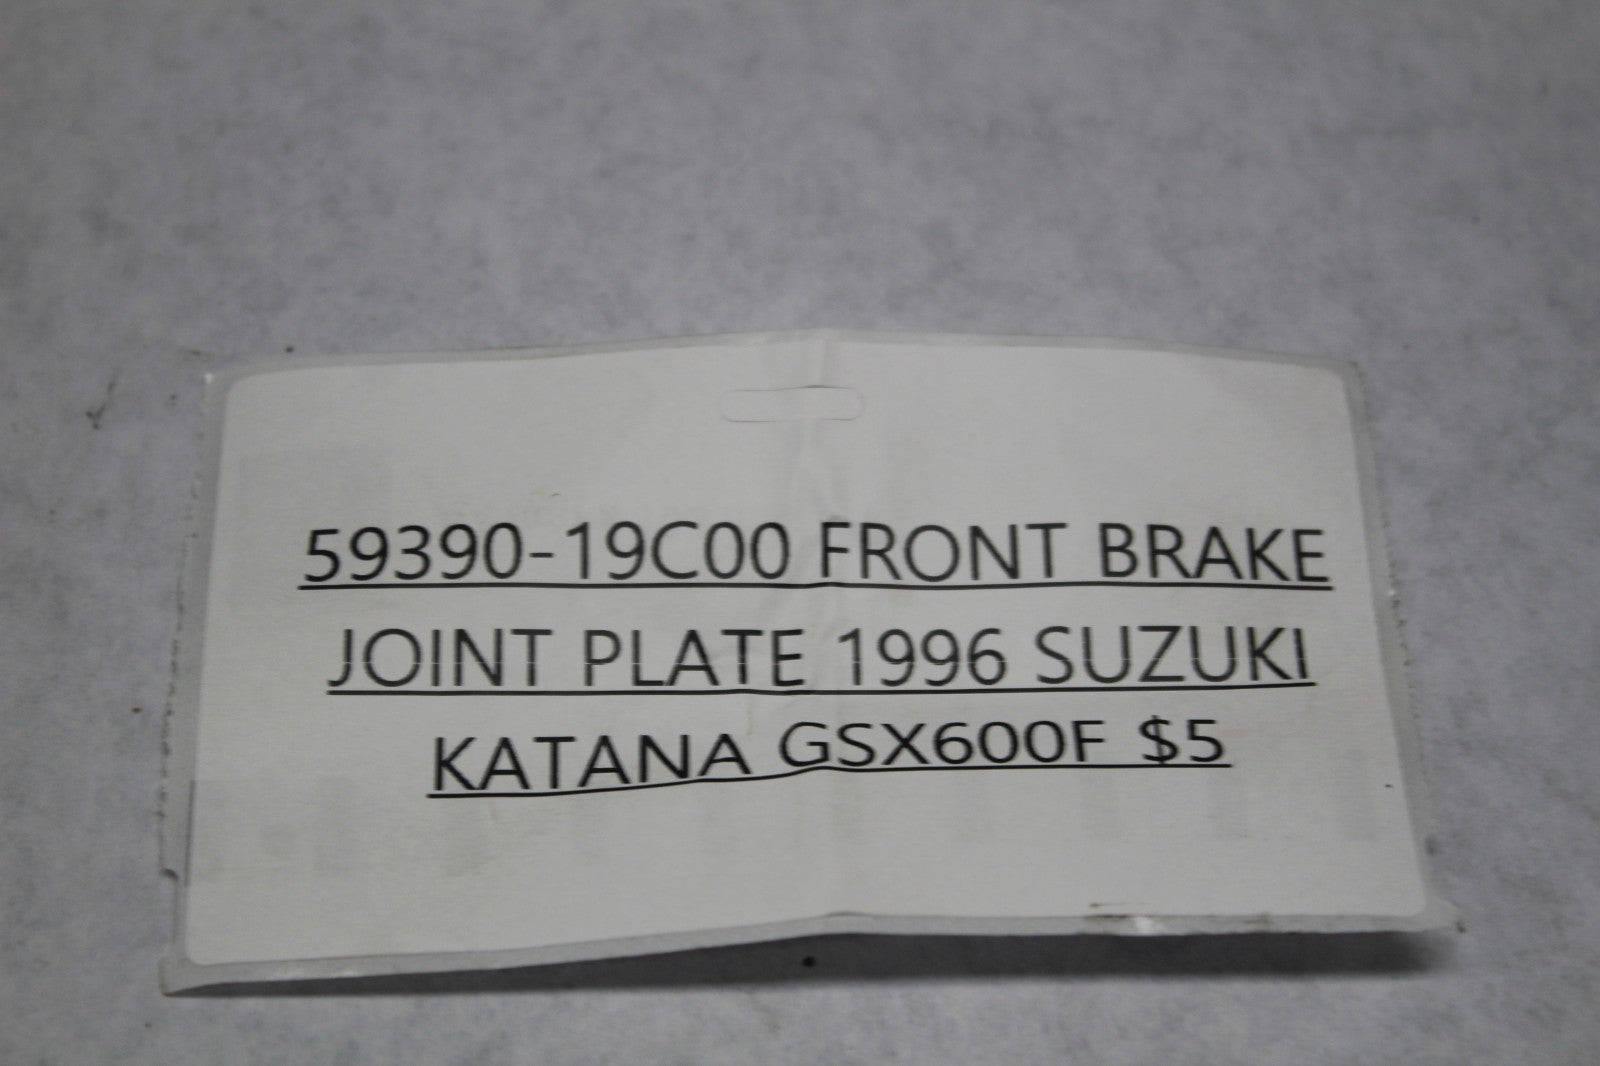 59390-19C00 FRONT BRAKE
JOINT PLATE 1996 SUZUKI
KATANA GSX600F $5